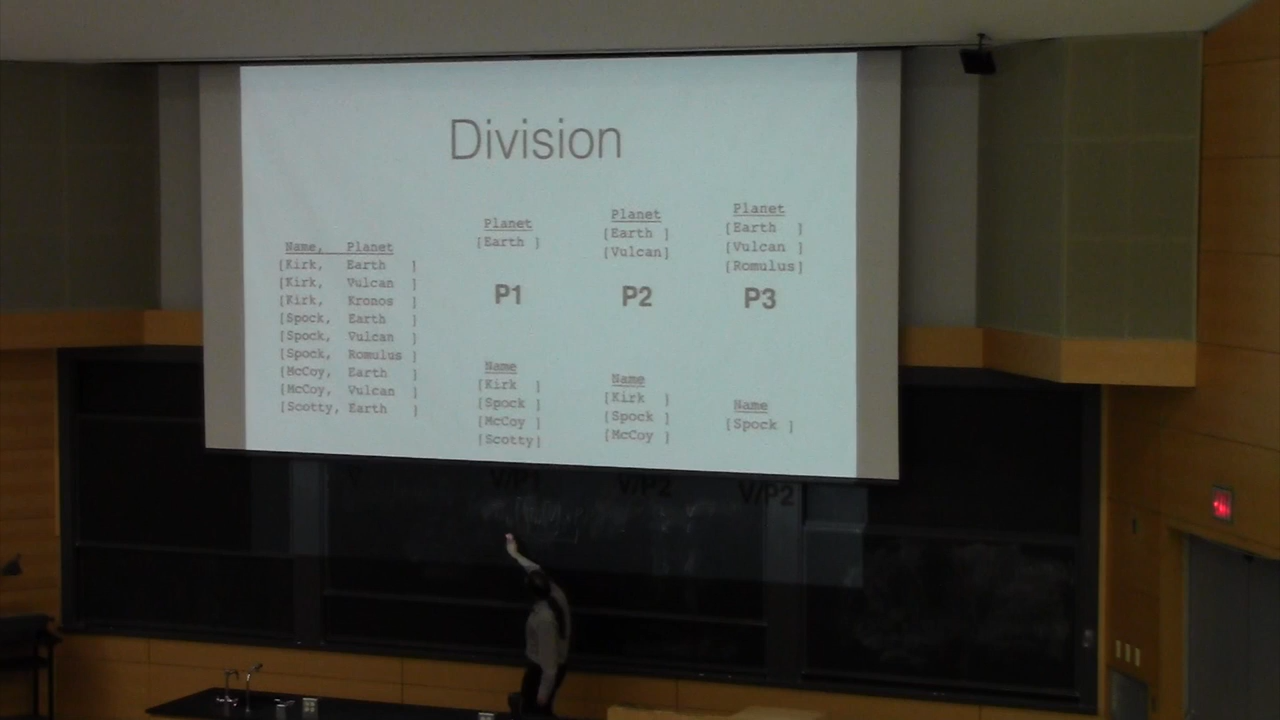 Division
Name, Planet
[Kirk, Earth ]
[Kirk, Vulcan ]
[Kirk, Kronos ]
[Spock, Earth ]
[Spock, Vulcan ]
[Spock, Romulus ]
[McCoy, Earth ]
[McCoy, Vulcan ]
[Scotty, Earth ]
V
Planet
[Earth ]
P1
Name
[Kirk ]
[Spock ]
[McCoy ]
[Scotty]
V/P1
Planet
[Earth ]
[Vulcan]
P2
Name
[Kirk ]
[Spock ]
[McCoy ]
V/P2
Planet
[Earth ]
[Vulcan ]
[Romulus]
P3
Name
[Spock ]
V/P2